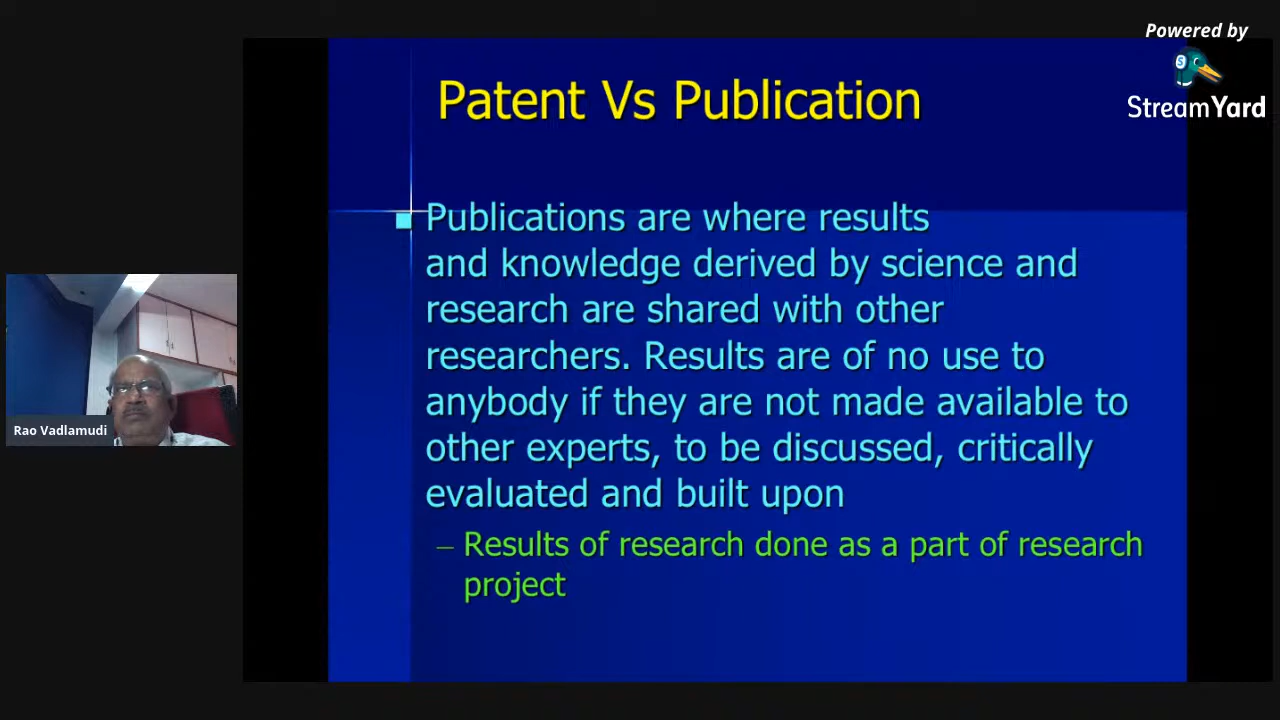 Powered by
StreamYard
Patent Vs Publication
Publications are where results
and knowledge derived by science and
research are shared with other
researchers. Results are of no use to
anybody if they are not made available to
other experts, to be discussed, critically
evaluated and built upon
– Results of research done as a part of research
project
Rao Vadlamudi